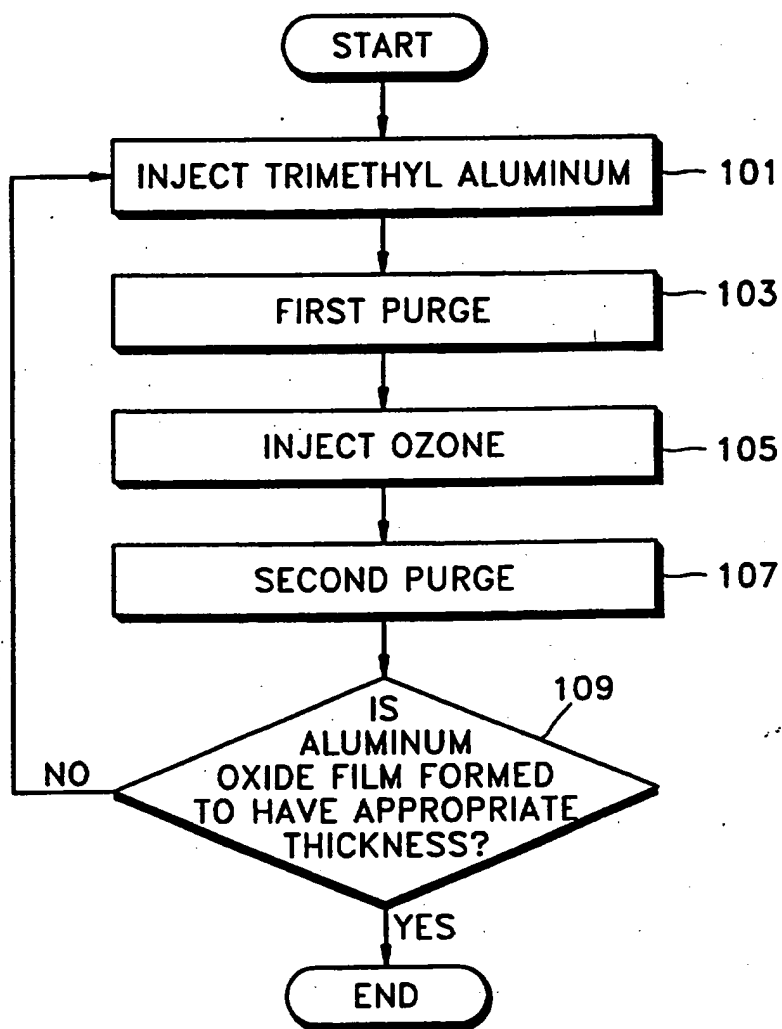 START
INJECT TRIMETHYL ALUMINUM
101
FIRST PURGE
103
INJECT OZONE
105
SECOND PURGE
107
109
IS
ALUMINUM
OXIDE FILM FORMED
TO HAVE APPROPRIATE
THICKNESS?
NO
YES
END